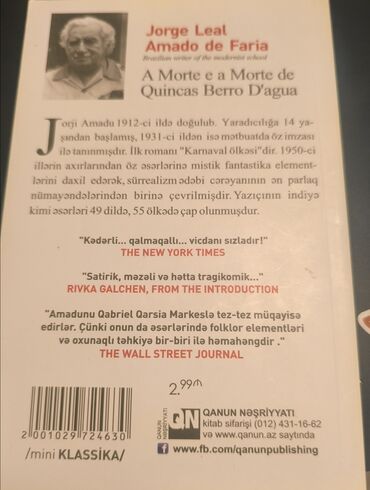 Jorge Leal
Amado de Faria
Brazilian writer of the modernist school
A Morte e a Morte de
Quincas Berro D'agua
Jorji Amadu 1912-ci ildə doğulub. Yaradıcılığa 14 ya-
şından başlamış, 1931-ci ildən isə mətbuatda öz imzası
ilə tanınmışdır. İlk romanı "Karnaval ölkəsi"dir. 1950-ci
illərin axırlarından öz əsərlərinə mistik fantastika element-
lərini daxil edərək, sürrealizm ədəbi cərəyanının ən parlaq
nümayəndələrindən birinə çevrilmişdir. Yazıçının indiyə
kimi əsərləri 49 dildə, 55 ölkədə çap olunmuşdur.
"Kədərli... qalmaqallı... vicdanı sızladır!"
THE NEW YORK TIMES
"Satirik, məzəli və hətta tragikomik..."
RIVKA GALCHEN, FROM THE INTRODUCTION
"Amadunu Qabriel Qarsia Markeslə tez-tez müqayisə
edirlər. Çünki onun da əsərlərində folklor elementləri
və oxunaqlı təhkiyə bir-biri ilə həmahəngdir ."
THE WALL STREET JOURNAL
2.99₼
2001029724630
/mini KLASSİKA/
QANUN
NƏŞRİYYATI
QN
QANUN NƏŞRİYYATI
kitab sifarişi (012) 431-16-62
və www.qanun.az saytında
www.fb.com/qanunpublishing